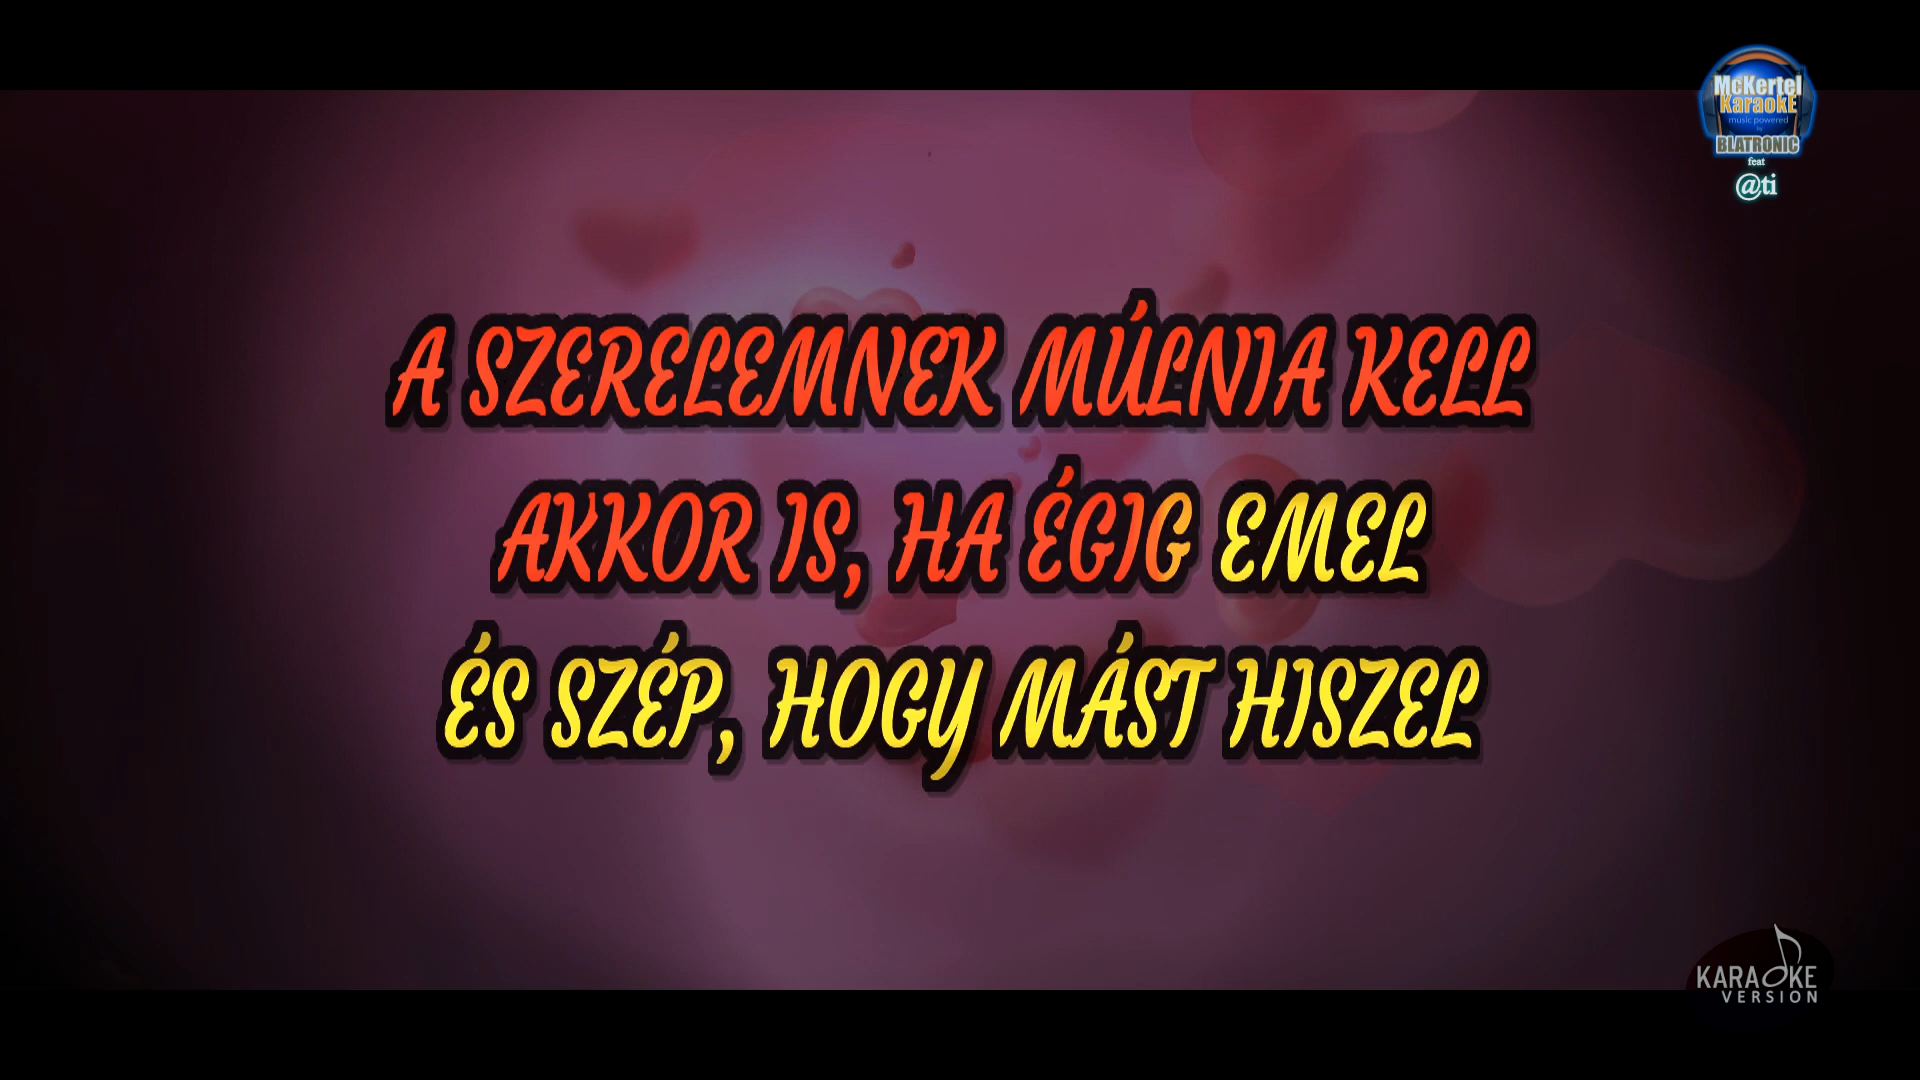 McKertel
KaraokE
music powered
by
BLATRONIC
feat
@ti
A SZERELEMNEK MÚLNIA KELL
AKKOR IS, HA ÉGIG EMEL
ÉS SZÉP, HOGY MÁST HISZEL
KARAOKE
VERSION